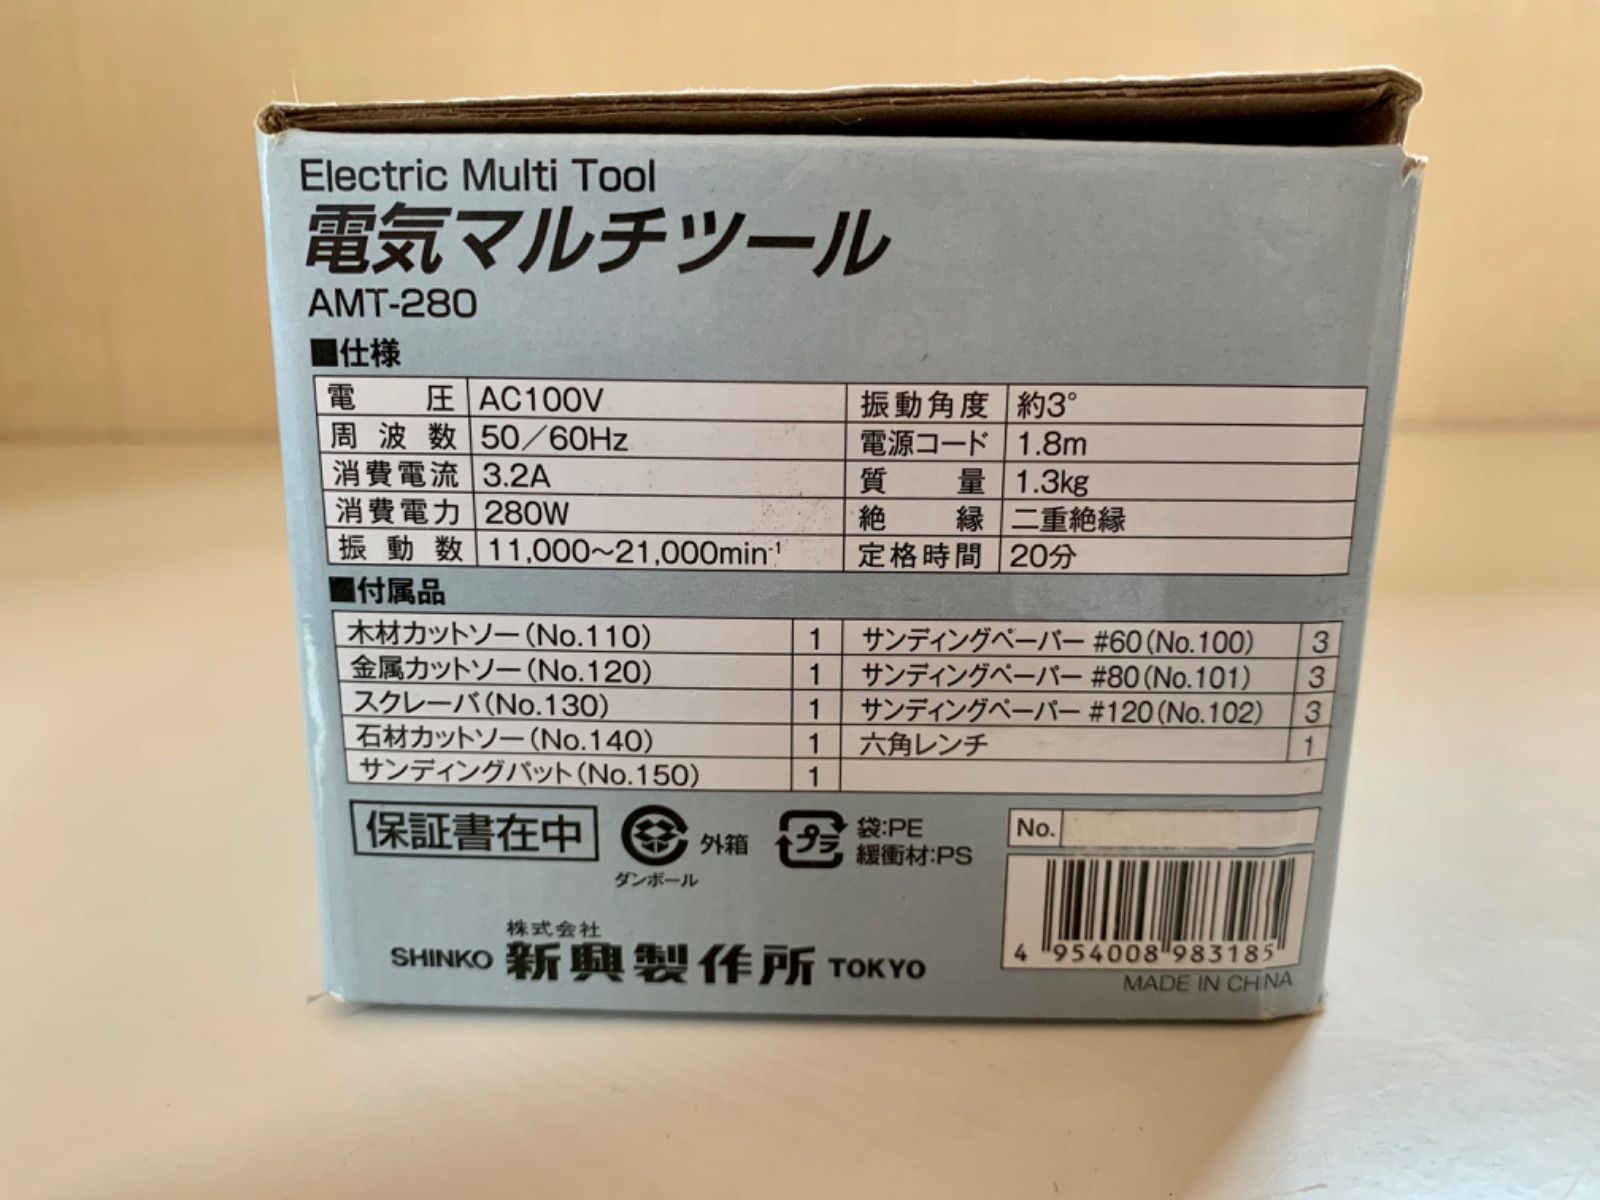 Electric Multi Tool
電気マルチツール
AMT-280
■仕様
電圧 AC100V 振動角度 約3°
周波数 50/60Hz 電源コード 1.8m
消費電流 3.2A 質量 1.3kg
消費電力 280W 絶縁 二重絶縁
振動数 11,000〜21,000min⁻¹ 定格時間 20分
■付属品
木材カットソー(No.110) 1 サンディングペーパー #60(No.100) 3
金属カットソー(No.120) 1 サンディングペーパー #80(No.101) 3
スクレーパ(No.130) 1 サンディングペーパー #120(No.102) 3
石材カットソー(No.140) 1 六角レンチ 1
サンディングパット(No.150) 1
保証書在中
外箱
ダンボール
プラ
袋:PE
緩衝材:PS
No.
4 954008 983185
MADE IN CHINA
株式会社
SHINKO 新興製作所 TOKYO